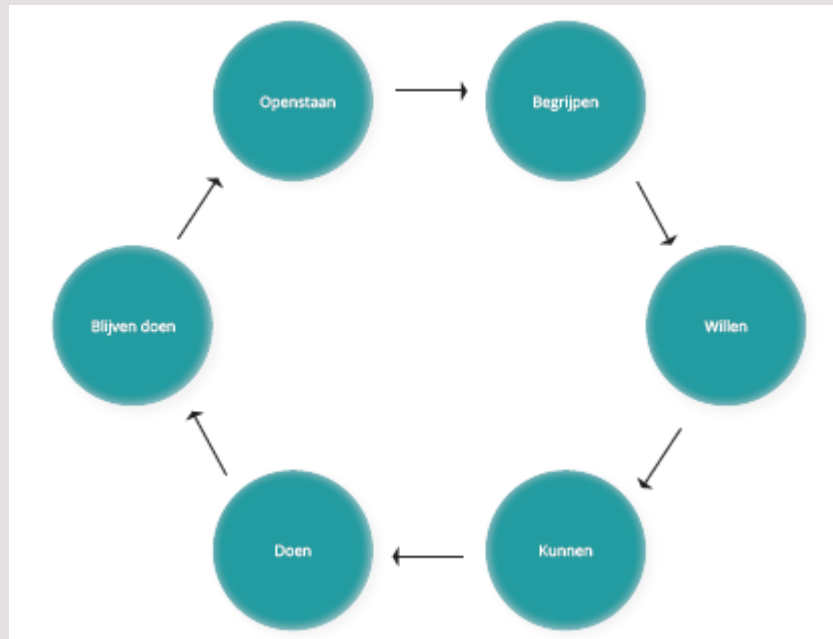 Openstaan
Begrijpen
Willen
Kunnen
Doen
Blijven doen